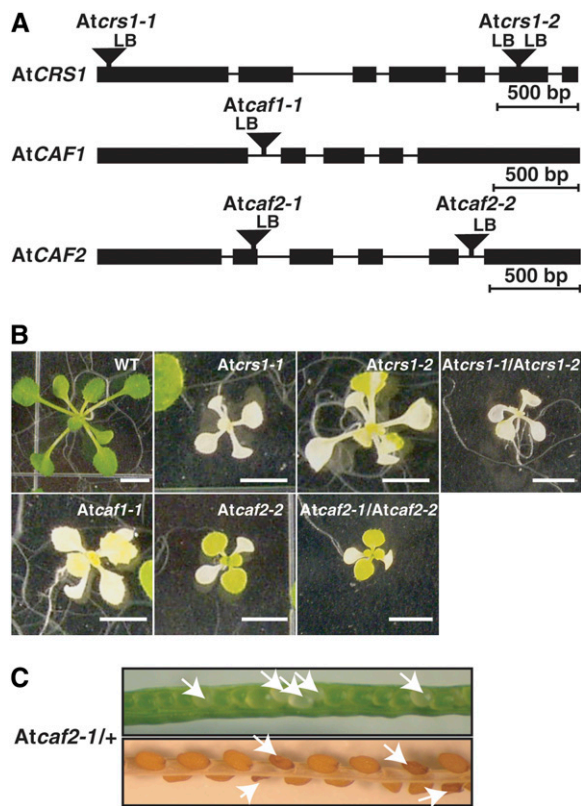 A
Atcrs1-1 Atcrs1-2
LB LB LB
AtCRS1
500 bp
Atcaf1-1
LB
AtCAF1
500 bp
Atcaf2-1 Atcaf2-2
LB LB
AtCAF2
500 bp
B
WT Atcrs1-1 Atcrs1-2 Atcrs1-1/Atcrs1-2
Atcaf1-1 Atcaf2-2 Atcaf2-1/Atcaf2-2
C
Atcaf2-1/+